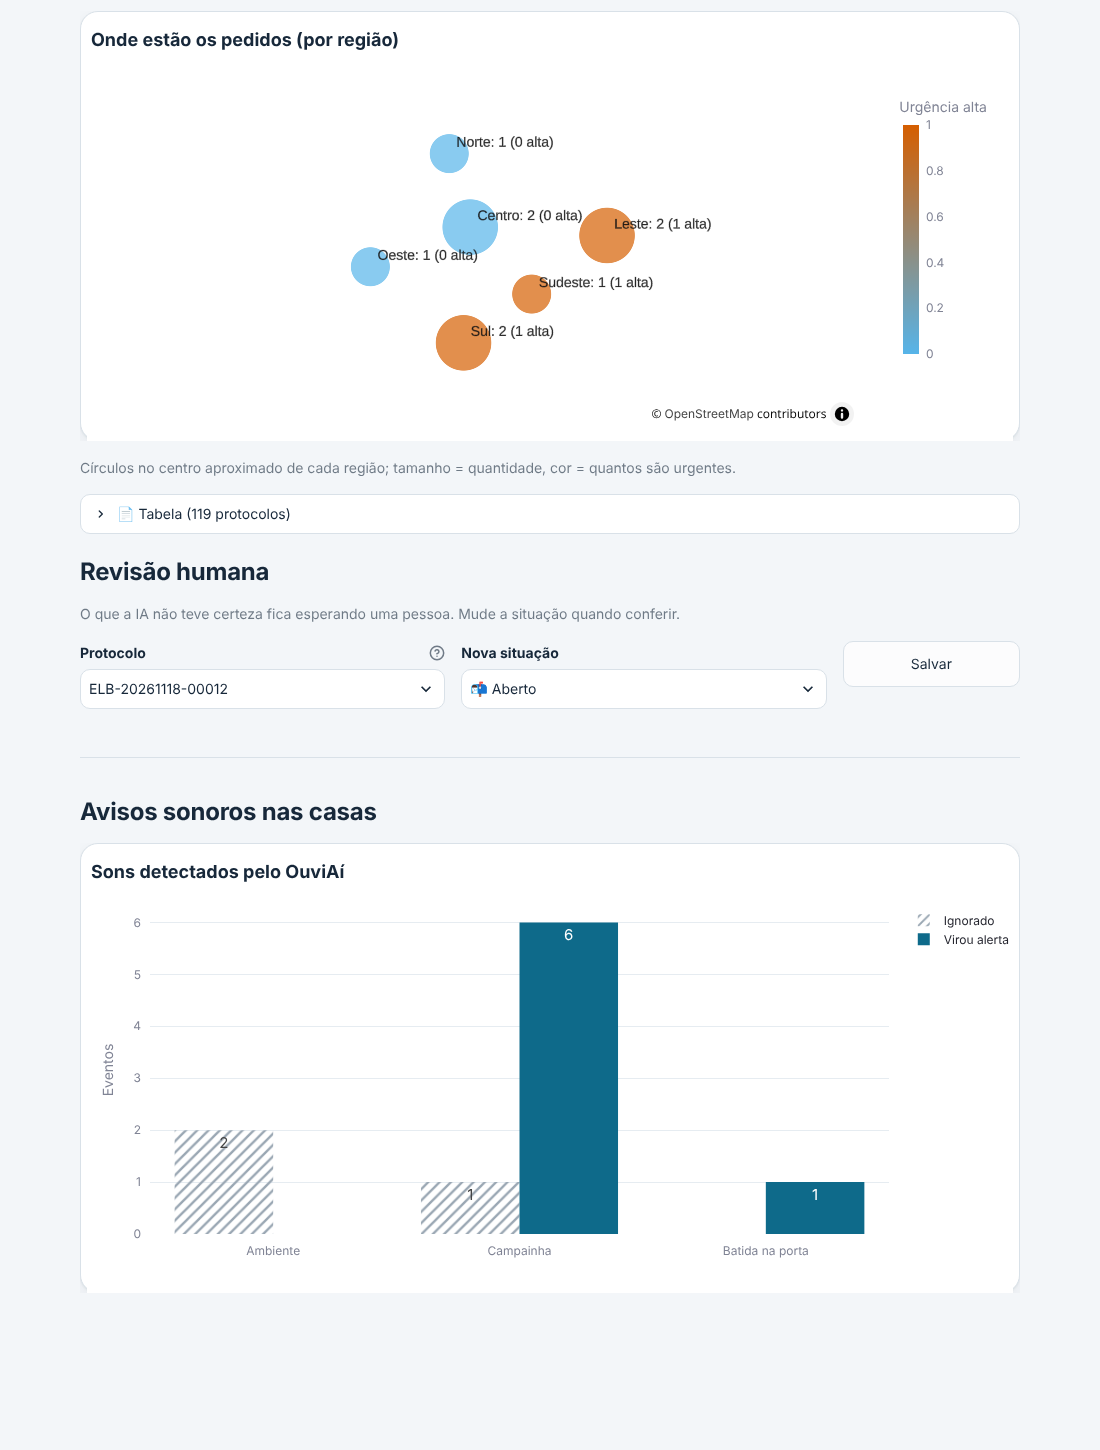 Onde estão os pedidos (por região)
Urgência alta
1
0.8
0.6
0.4
0.2
0
Norte: 1 (0 alta)
Centro: 2 (0 alta)
Leste: 2 (1 alta)
Oeste: 1 (0 alta)
Sudeste: 1 (1 alta)
Sul: 2 (1 alta)
© OpenStreetMap contributors
Círculos no centro aproximado de cada região; tamanho = quantidade, cor = quantos são urgentes.
Tabela (119 protocolos)
Revisão humana
O que a IA não teve certeza fica esperando uma pessoa. Mude a situação quando conferir.
Protocolo
Nova situação
Salvar
ELB-20261118-00012
Aberto
Avisos sonoros nas casas
Sons detectados pelo OuviAí
Ignorado
Virou alerta
Eventos
6
5
4
3
2
1
0
2
1
6
1
Ambiente
Campainha
Batida na porta